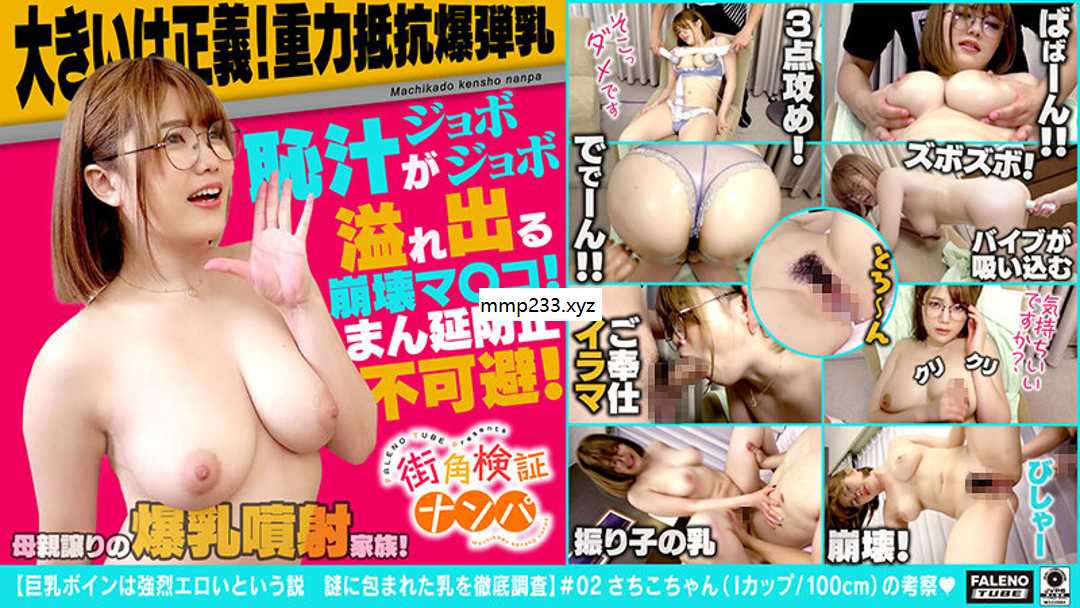 大きいは正義!重力抵抗爆弾乳
Machikado kensho nanpa
恥汁がジョボジョボ
溢れ出る
崩壊マ〇コ!
mmp233.xyz
まん延防止
不可避!
FALENO TUBE Presents
街角検証
ナンパ
Machikado kensho nanpa
母親譲りの爆乳噴射家族!
そこっ
ダメです
3点攻め!
ばばーん!!
ででーん!!
ズボズボ!
バイブが
吸い込む
とろ～ん
ご奉仕
イラマ
気持ちいい
ですか?
クリ クリ
振り子の乳
崩壊!
びしゃー
【巨乳ボインは強烈エロいという説 謎に包まれた乳を徹底調査】#02 さちこちゃん(Iカップ/100cm)の考察♥
FALENO
TUBE